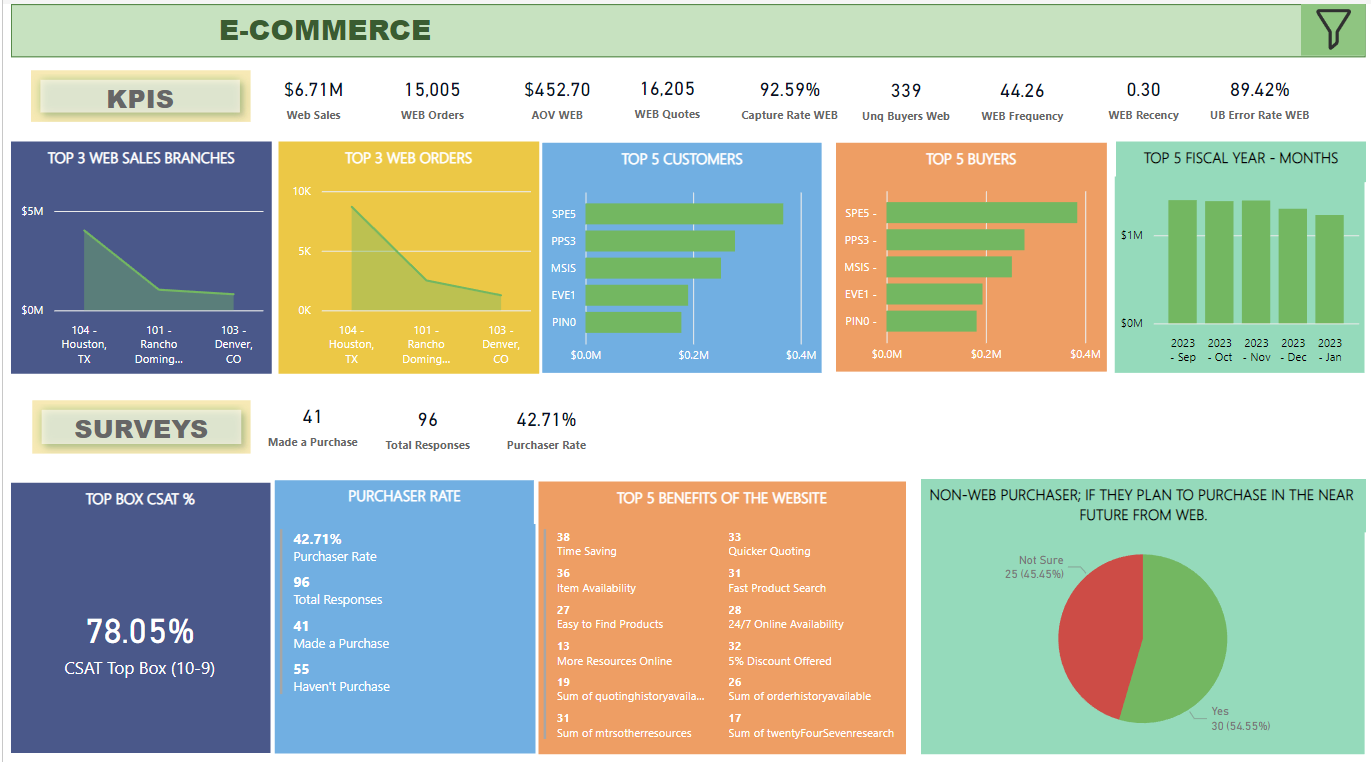 E-COMMERCE
KPIS
$6.71M
Web Sales
15,005
WEB Orders
$452.70
AOV WEB
16,205
WEB Quotes
92.59%
Capture Rate WEB
339
Unq Buyers Web
44.26
WEB Frequency
0.30
WEB Recency
89.42%
UB Error Rate WEB
TOP 3 WEB SALES BRANCHES
$5M
$0M
104 -
Houston,
TX
101 -
Rancho
Doming...
103 -
Denver,
CO
TOP 3 WEB ORDERS
10K
5K
0K
104 -
Houston,
TX
101 -
Rancho
Doming...
103 -
Denver,
CO
TOP 5 CUSTOMERS
SPE5
PPS3
MSIS
EVE1
PIN0
$0.0M
$0.2M
$0.4M
TOP 5 BUYERS
SPE5 -
PPS3 -
MSIS -
EVE1 -
PIN0 -
$0.0M
$0.2M
$0.4M
TOP 5 FISCAL YEAR - MONTHS
$1M
$0M
2023
- Sep
2023
- Oct
2023
- Nov
2023
- Dec
2023
- Jan
SURVEYS
41
Made a Purchase
96
Total Responses
42.71%
Purchaser Rate
TOP BOX CSAT %
78.05%
CSAT Top Box (10-9)
PURCHASER RATE
42.71%
Purchaser Rate
96
Total Responses
41
Made a Purchase
55
Haven't Purchase
TOP 5 BENEFITS OF THE WEBSITE
38
Time Saving
33
Quicker Quoting
36
Item Availability
31
Fast Product Search
27
Easy to Find Products
28
24/7 Online Availability
13
More Resources Online
32
5% Discount Offered
19
Sum of quotinghistoryavaila...
26
Sum of orderhistoryavailable
31
Sum of mtrsotherresources
17
Sum of twentyFourSevenresearch
NON-WEB PURCHASER; IF THEY PLAN TO PURCHASE IN THE NEAR
FUTURE FROM WEB.
Not Sure
25 (45.45%)
Yes
30 (54.55%)